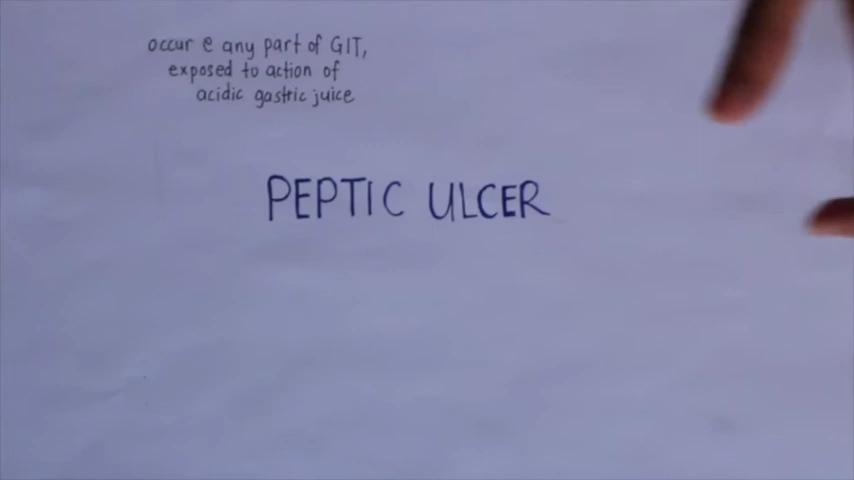 occur e any part of GIT,
exposed to action of
acidic gastric juice
PEPTIC ULCER